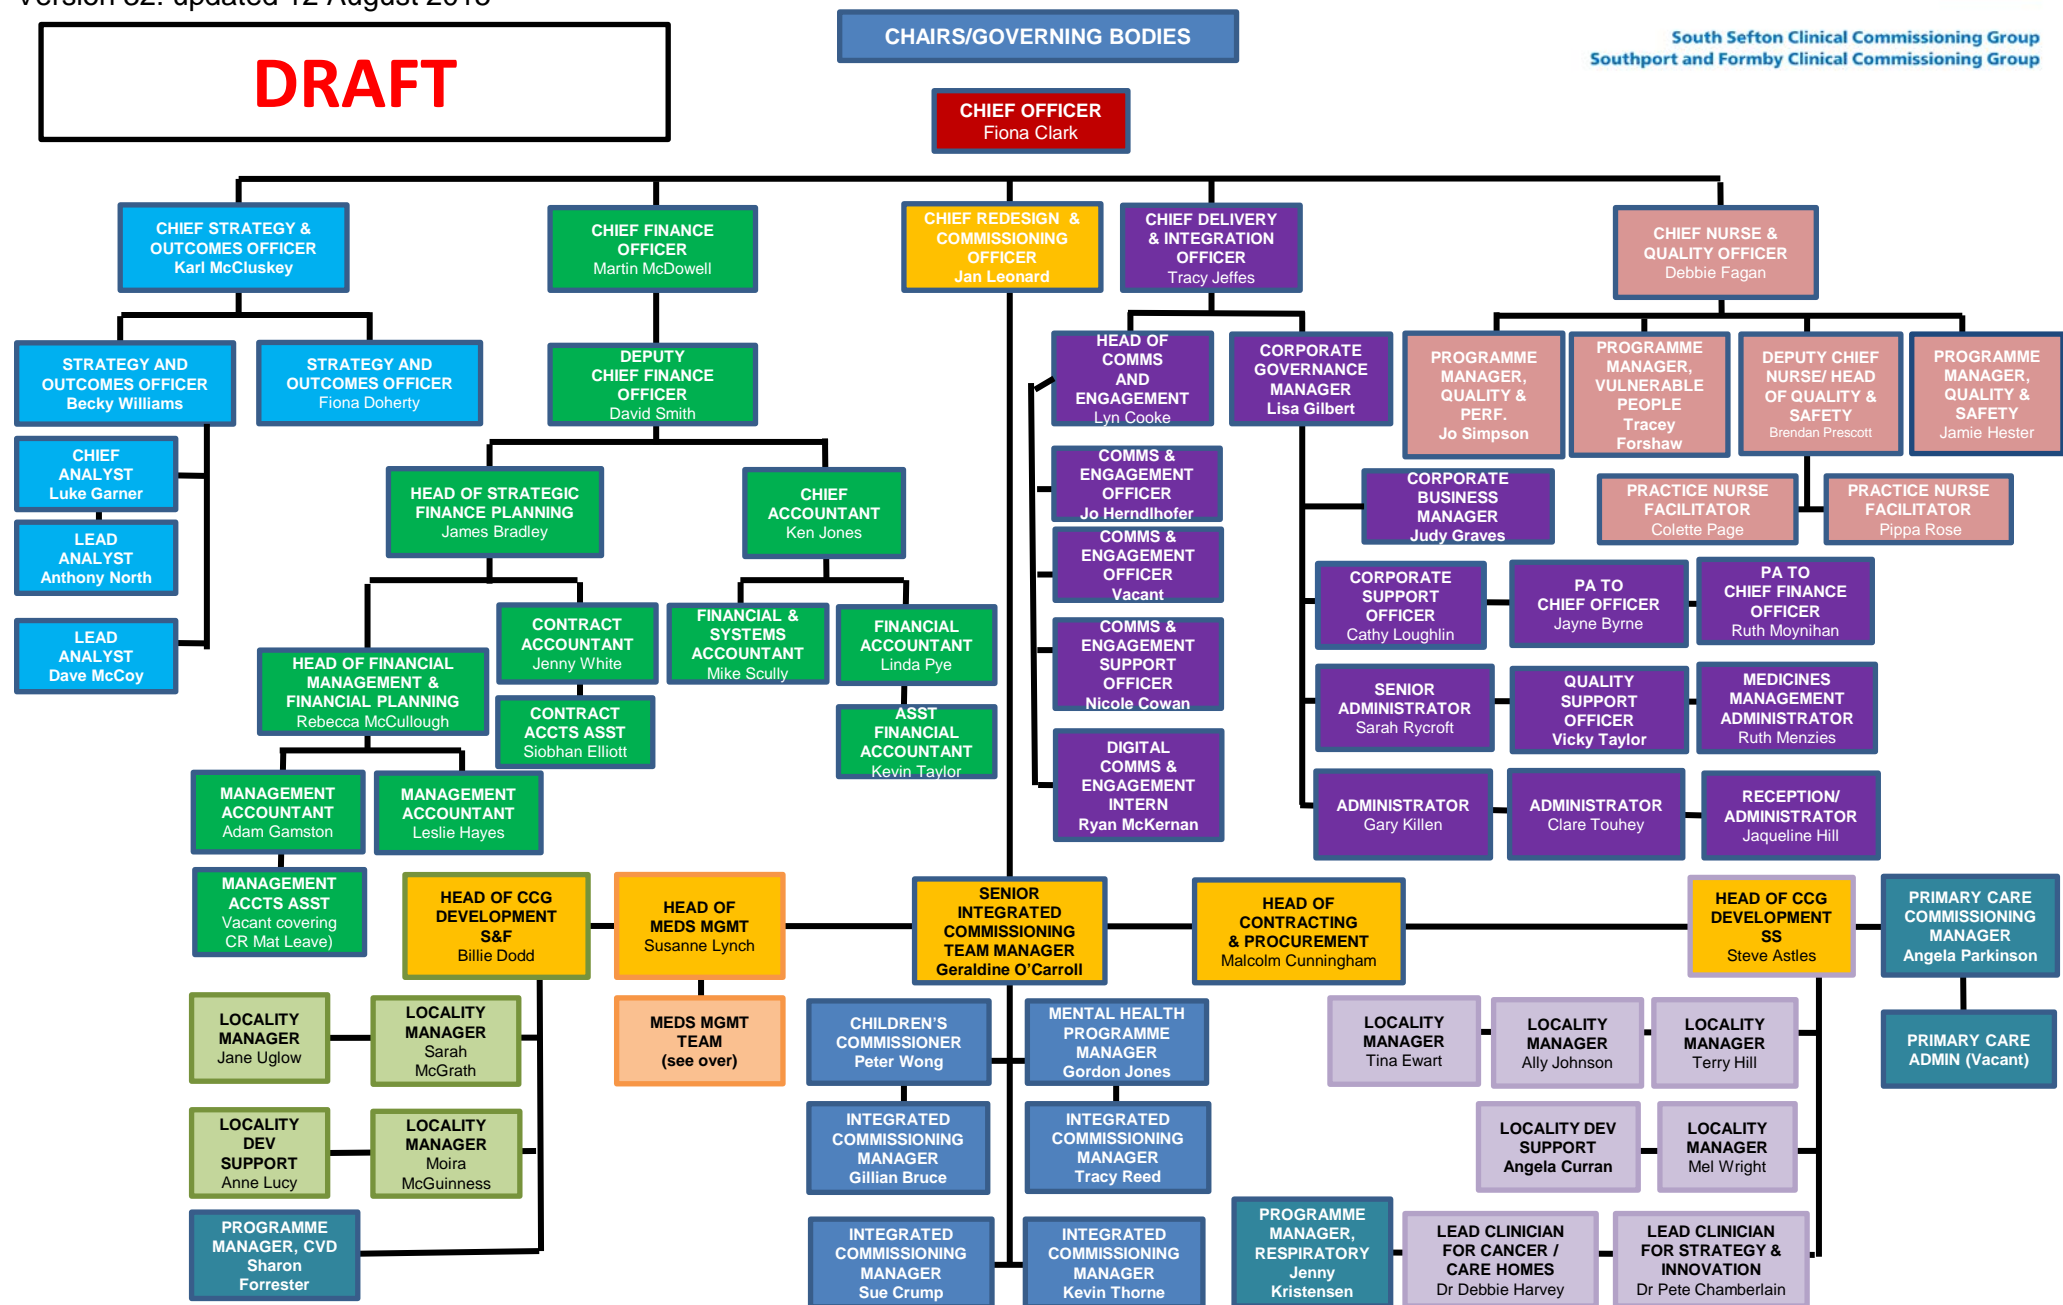 Version 32: updated 12 August 2015
DRAFT
CHAIRS/GOVERNING BODIES
South Sefton Clinical Commissioning Group
Southport and Formby Clinical Commissioning Group
CHIEF OFFICER
Fiona Clark
CHIEF STRATEGY &
OUTCOMES OFFICER
Karl McCluskey
CHIEF FINANCE
OFFICER
Martin McDowell
CHIEF REDESIGN &
COMMISSIONING
OFFICER
Jan Leonard
CHIEF DELIVERY
& INTEGRATION
OFFICER
Tracy Jeffes
CHIEF NURSE &
QUALITY OFFICER
Debbie Fagan
STRATEGY AND
OUTCOMES OFFICER
Becky Williams
STRATEGY AND
OUTCOMES OFFICER
Fiona Doherty
DEPUTY
CHIEF FINANCE
OFFICER
David Smith
HEAD OF
COMMS
AND
ENGAGEMENT
Lyn Cooke
CORPORATE
GOVERNANCE
MANAGER
Lisa Gilbert
PROGRAMME
MANAGER,
QUALITY &
PERF.
Jo Simpson
PROGRAMME
MANAGER,
VULNERABLE
PEOPLE
Tracey
Forshaw
DEPUTY CHIEF
NURSE/ HEAD
OF QUALITY &
SAFETY
Brendan Prescott
PROGRAMME
MANAGER,
QUALITY &
SAFETY
Jamie Hester
CHIEF
ANALYST
Luke Garner
LEAD
ANALYST
Anthony North
LEAD
ANALYST
Dave McCoy
HEAD OF STRATEGIC
FINANCE PLANNING
James Bradley
CHIEF
ACCOUNTANT
Ken Jones
COMMS &
ENGAGEMENT
OFFICER
Jo Herndlhofer
CORPORATE
BUSINESS
MANAGER
Judy Graves
PRACTICE NURSE
FACILITATOR
Colette Page
PRACTICE NURSE
FACILITATOR
Pippa Rose
COMMS &
ENGAGEMENT
OFFICER
Vacant
CORPORATE
SUPPORT
OFFICER
Cathy Loughlin
PA TO
CHIEF OFFICER
Jayne Byrne
PA TO
CHIEF FINANCE
OFFICER
Ruth Moynihan
HEAD OF FINANCIAL
MANAGEMENT &
FINANCIAL PLANNING
Rebecca McCullough
CONTRACT
ACCOUNTANT
Jenny White
FINANCIAL &
SYSTEMS
ACCOUNTANT
Mike Scully
FINANCIAL
ACCOUNTANT
Linda Pye
COMMS &
ENGAGEMENT
SUPPORT
OFFICER
Nicole Cowan
SENIOR
ADMINISTRATOR
Sarah Rycroft
QUALITY
SUPPORT
OFFICER
Vicky Taylor
MEDICINES
MANAGEMENT
ADMINISTRATOR
Ruth Menzies
CONTRACT
ACCTS ASST
Siobhan Elliott
ASST
FINANCIAL
ACCOUNTANT
Kevin Taylor
MANAGEMENT
ACCOUNTANT
Adam Gamston
MANAGEMENT
ACCOUNTANT
Leslie Hayes
DIGITAL
COMMS &
ENGAGEMENT
INTERN
Ryan McKernan
ADMINISTRATOR
Gary Killen
ADMINISTRATOR
Clare Touhey
RECEPTION/
ADMINISTRATOR
Jaqueline Hill
MANAGEMENT
ACCTS ASST
Vacant covering
CR Mat Leave)
HEAD OF CCG
DEVELOPMENT
S&F
Billie Dodd
HEAD OF
MEDS MGMT
Susanne Lynch
SENIOR
INTEGRATED
COMMISSIONING
TEAM MANAGER
Geraldine O'Carroll
HEAD OF
CONTRACTING
& PROCUREMENT
Malcolm Cunningham
HEAD OF CCG
DEVELOPMENT
SS
Steve Astles
PRIMARY CARE
COMMISSIONING
MANAGER
Angela Parkinson
LOCALITY
MANAGER
Jane Uglow
LOCALITY
MANAGER
Sarah
McGrath
MEDS MGMT
TEAM
(see over)
CHILDREN'S
COMMISSIONER
Peter Wong
MENTAL HEALTH
PROGRAMME
MANAGER
Gordon Jones
LOCALITY
MANAGER
Tina Ewart
LOCALITY
MANAGER
Ally Johnson
LOCALITY
MANAGER
Terry Hill
PRIMARY CARE
ADMIN (Vacant)
LOCALITY
DEV
SUPPORT
Anne Lucy
LOCALITY
MANAGER
Moira
McGuinness
INTEGRATED
COMMISSIONING
MANAGER
Gillian Bruce
INTEGRATED
COMMISSIONING
MANAGER
Tracy Reed
LOCALITY DEV
SUPPORT
Angela Curran
LOCALITY
MANAGER
Mel Wright
PROGRAMME
MANAGER, CVD
Sharon
Forrester
INTEGRATED
COMMISSIONING
MANAGER
Sue Crump
INTEGRATED
COMMISSIONING
MANAGER
Kevin Thorne
PROGRAMME
MANAGER,
RESPIRATORY
Jenny
Kristensen
LEAD CLINICIAN
FOR CANCER /
CARE HOMES
Dr Debbie Harvey
LEAD CLINICIAN
FOR STRATEGY &
INNOVATION
Dr Pete Chamberlain